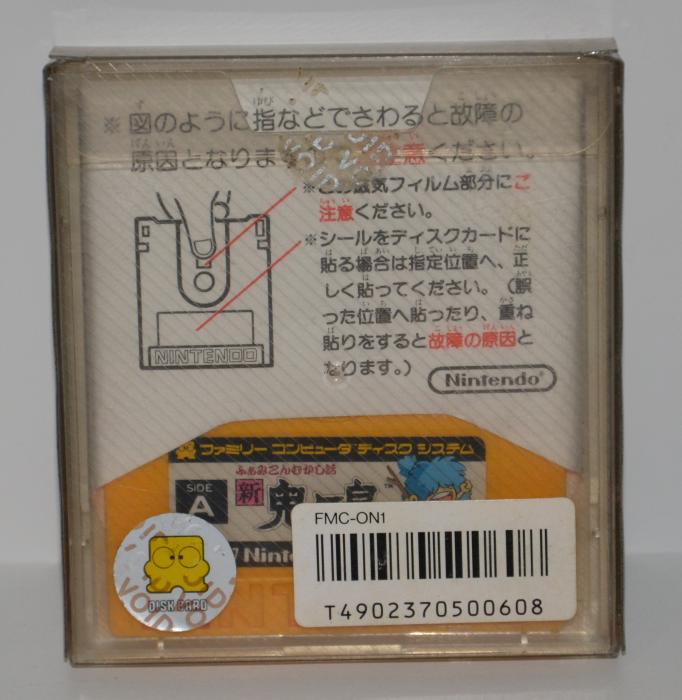 ※図のように指などでさわると故障の
原因となりま 注意ください。
※ 磁気フィルム部分にご
注意ください。
※シールをディスクカードに
貼る場合は指定位置へ、正
しく貼ってください。(誤
った位置へ貼ったり、重ね
貼りをすると故障の原因と
なります。)
NINTENDO
Nintendo
ファミリー コンピュータ ディスク システム
ふぁみこんむかし話
SIDE
A
新
鬼
Ninte
FMC-ON1
T4902370500608
DISK CARD
VOID